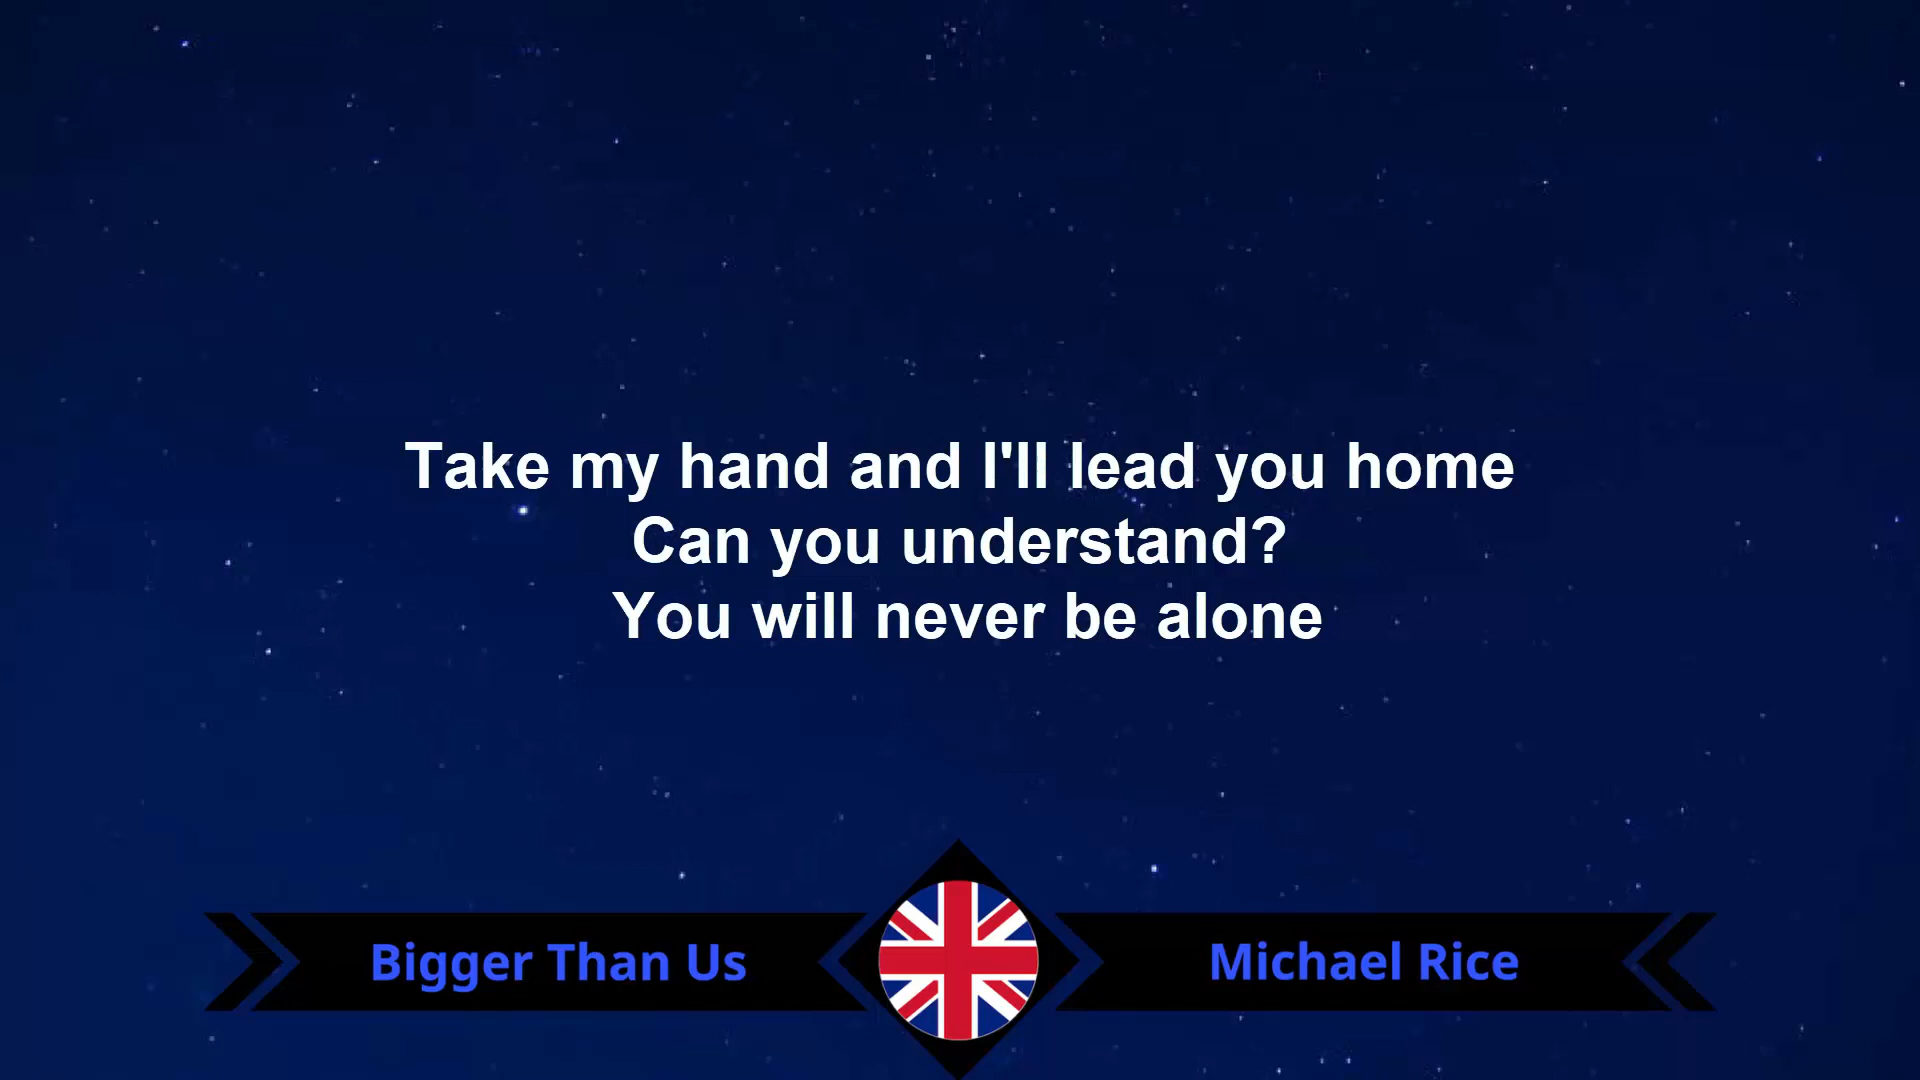 Take my hand and I'll lead you home
Can you understand?
You will never be alone
Bigger Than Us
Michael Rice